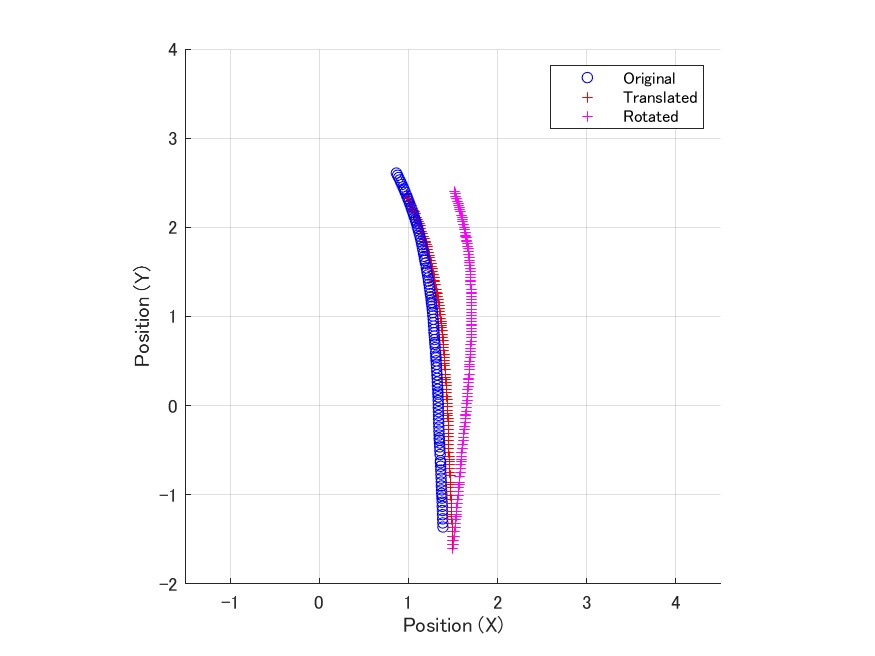 4
3
2
1
0
−1
−2
−1
0
1
2
3
4
Position (Y)
Position (X)
Original
Translated
Rotated